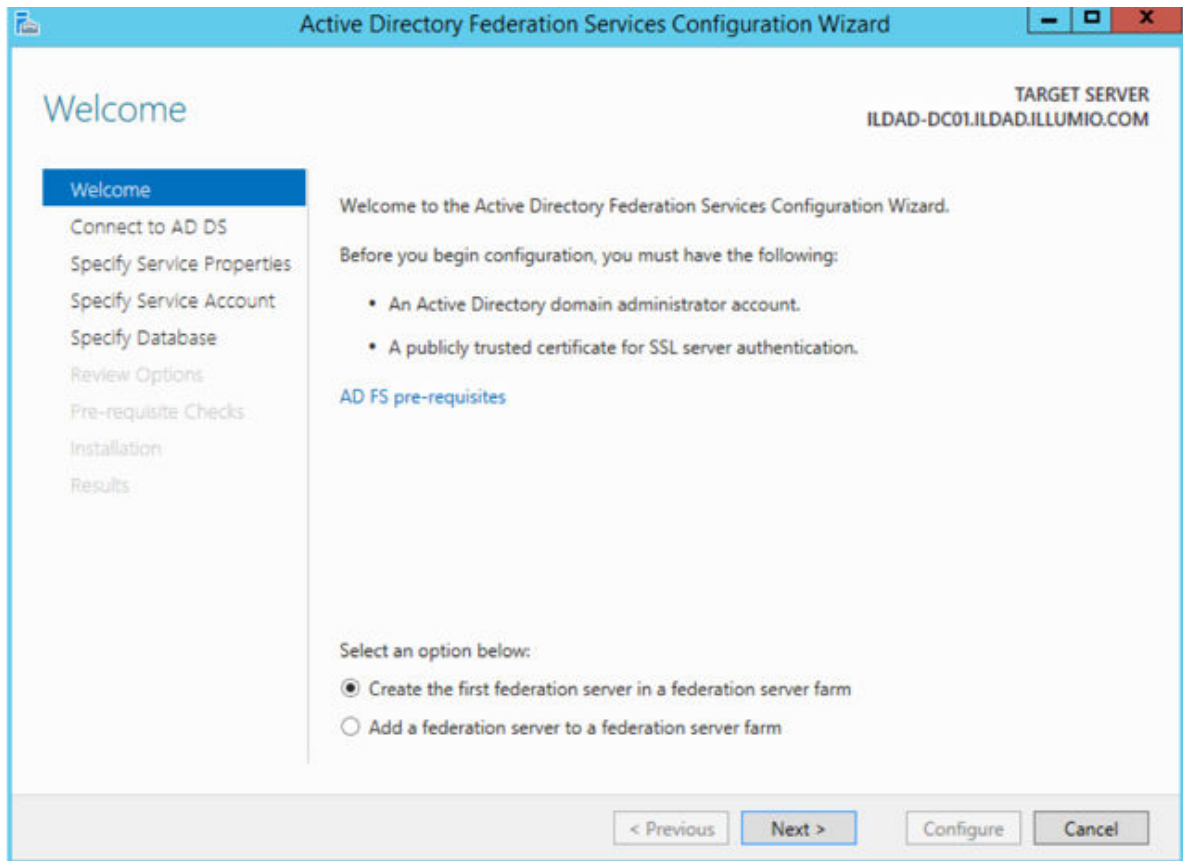 Active Directory Federation Services Configuration Wizard
Welcome
TARGET SERVER
ILDAD-DC01.ILDAD.ILLUMIO.COM
Welcome
Connect to AD DS
Specify Service Properties
Specify Service Account
Specify Database
Review Options
Pre-requisite Checks
Installation
Results
Welcome to the Active Directory Federation Services Configuration Wizard.
Before you begin configuration, you must have the following:
• An Active Directory domain administrator account.
• A publicly trusted certificate for SSL server authentication.
AD FS pre-requisites
Select an option below:
Create the first federation server in a federation server farm
Add a federation server to a federation server farm
< Previous
Next >
Configure
Cancel